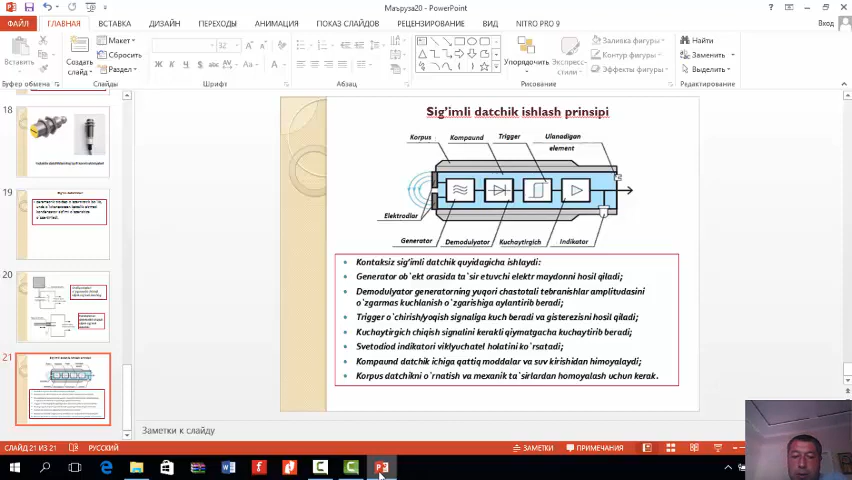 Маъруза20 - PowerPoint
ФАЙЛ ГЛАВНАЯ ВСТАВКА ДИЗАЙН ПЕРЕХОДЫ АНИМАЦИЯ ПОКАЗ СЛАЙДОВ РЕЦЕНЗИРОВАНИЕ ВИД NITRO PRO 9 Вход
Вставить
Создать слайд
Макет
Сбросить
Раздел
32
Ж К Ч S abc AV Aa A
Упорядочить
Экспресс-стили
Заливка фигуры
Контур фигуры
Эффекты фигуры
Найти
Заменить
Выделить
Буфер обмена Слайды Шрифт Абзац Рисование Редактирование
18
19
20
21
Sig'imli datchik ishlash prinsipi
Korpus Kompaund Trigger Ulanadigan element
Elektrodlar
Generator Demodulyator Kuchaytirgich Indikator
Kontaksiz sig'imli datchik quyidagicha ishlaydi:
Generator ob`ekt orasida ta`sir etuvchi elektr maydonni hosil qiladi;
Demodulyator generatorning yuqori chastotali tebranishlar amplitudasini
o`zgarmas kuchlanish o`zgarishiga aylantirib beradi;
Trigger o`chirish/yoqish signaliga kuch beradi va gisterezisni hosil qiladi;
Kuchaytirgich chiqish signalini kerakli qiymatgacha kuchaytirib beradi;
Svetodiod indikatori viklyuchatel holatini ko`rsatadi;
Kompaund datchik ichiga qattiq moddalar va suv kirishidan himoyalaydi;
Korpus datchikni o`rnatish va mexanik ta`sirlardan homoyalash uchun kerak.
Заметки к слайду
СЛАЙД 21 ИЗ 21 РУССКИЙ ЗАМЕТКИ ПРИМЕЧАНИЯ